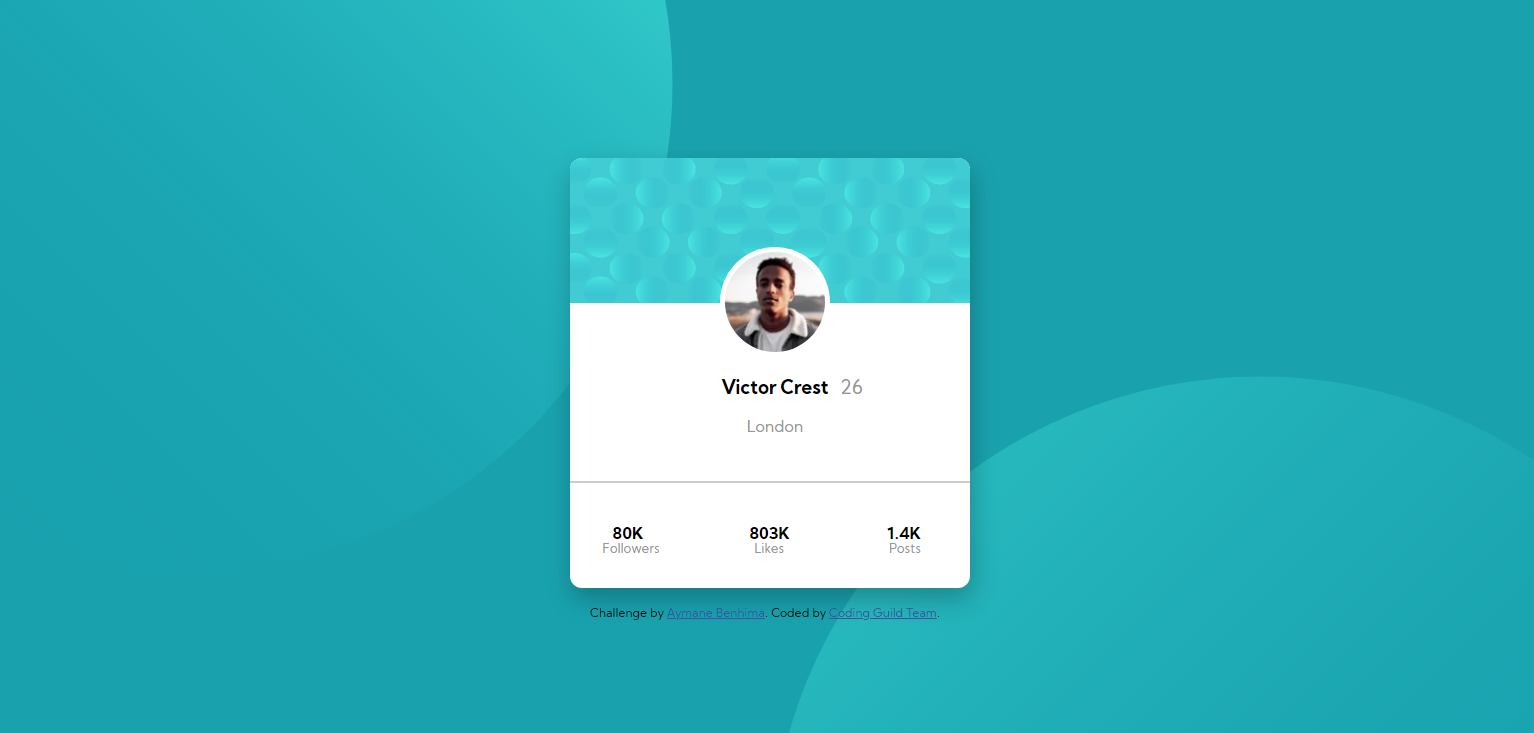 Victor Crest 26
London
80K 803K 1.4K
Followers Likes Posts
Challenge by Aymane Benhima. Coded by Coding Guild Team.